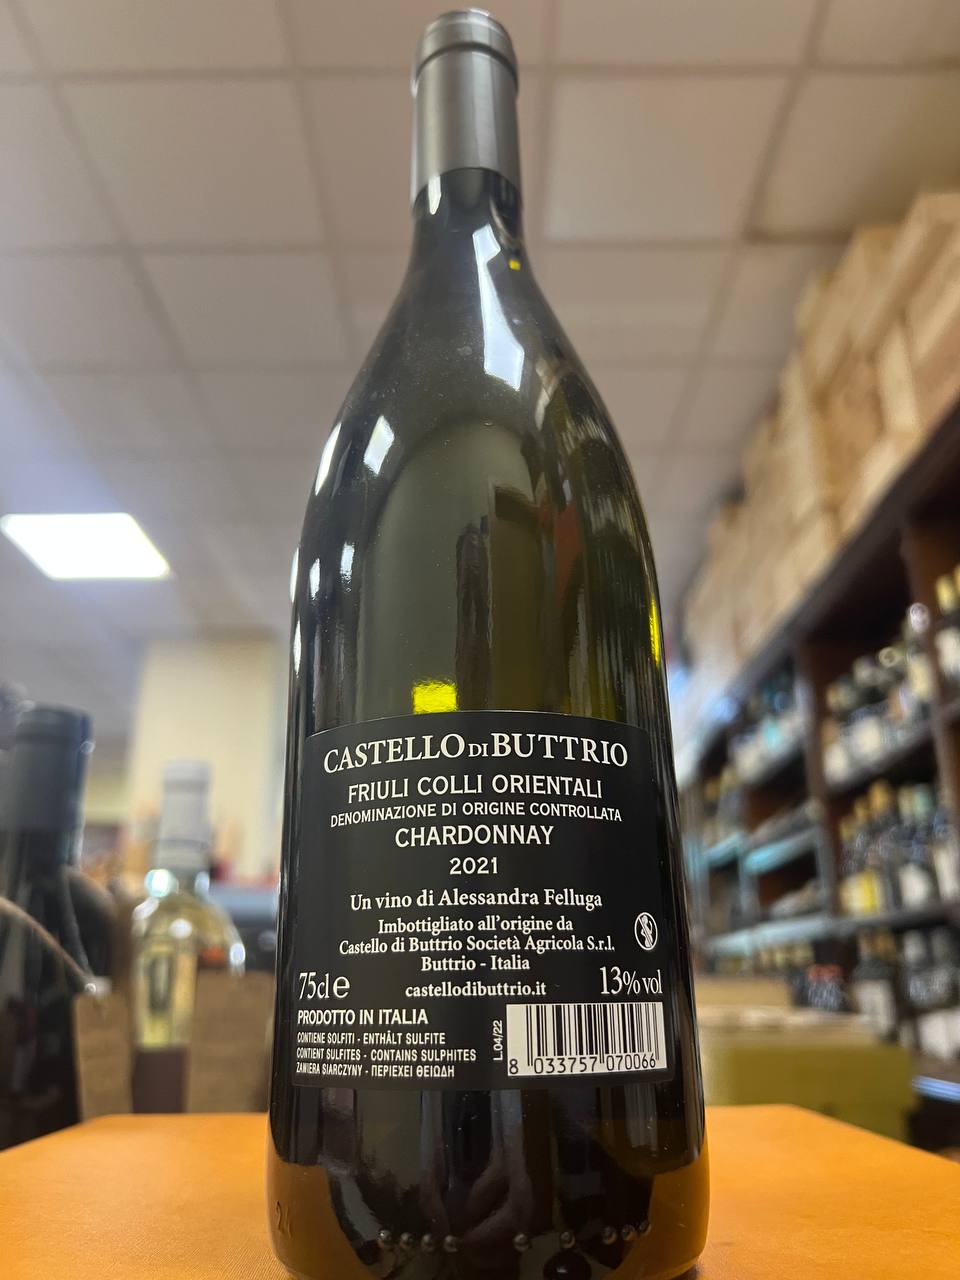 CASTELLO DI BUTTRIO
FRIULI COLLI ORIENTALI
DENOMINAZIONE DI ORIGINE CONTROLLATA
CHARDONNAY
2021
Un vino di Alessandra Felluga
Imbottigliato all'origine da
Castello di Buttrio Società Agricola S.r.l.
Buttrio - Italia
75cl e castellodibuttrio.it 13% vol
PRODOTTO IN ITALIA
CONTIENE SOLFITI - ENTHÄLT SULFITE
CONTIENT SULFITES - CONTAINS SULPHITES
ZAWIERA SIARCZYNY - ΠΕΡΙΕΧΕΙ ΘΕΙΩΔΗ
L.04/22
8 033757 070066